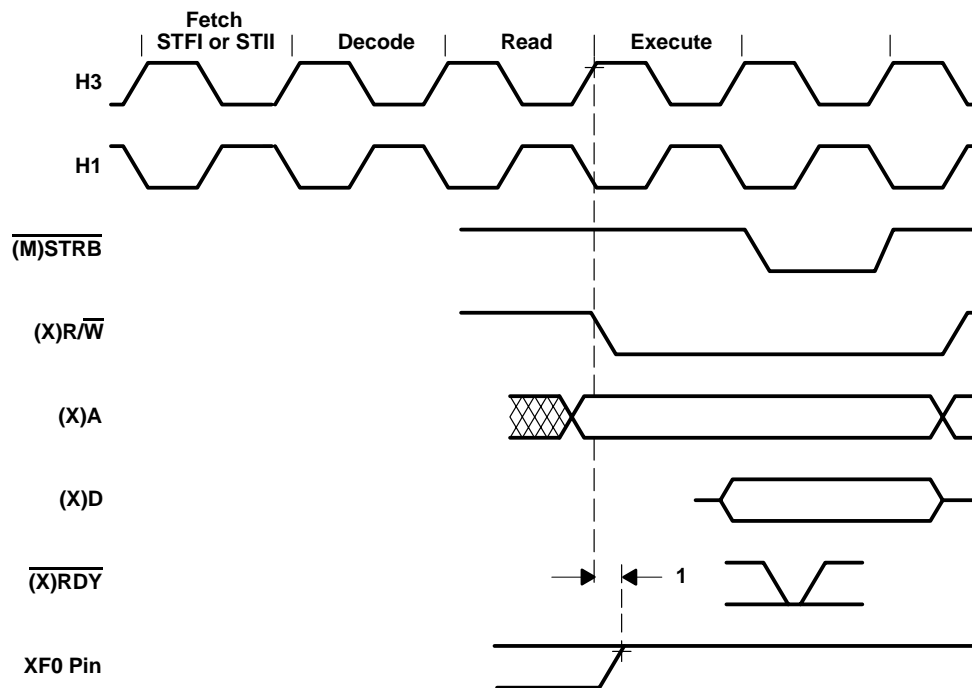 Fetch
STFI or STII
Decode
Read
Execute
H3
H1
(M)STRB
(X)R/W
(X)A
(X)D
(X)RDY
1
XF0 Pin